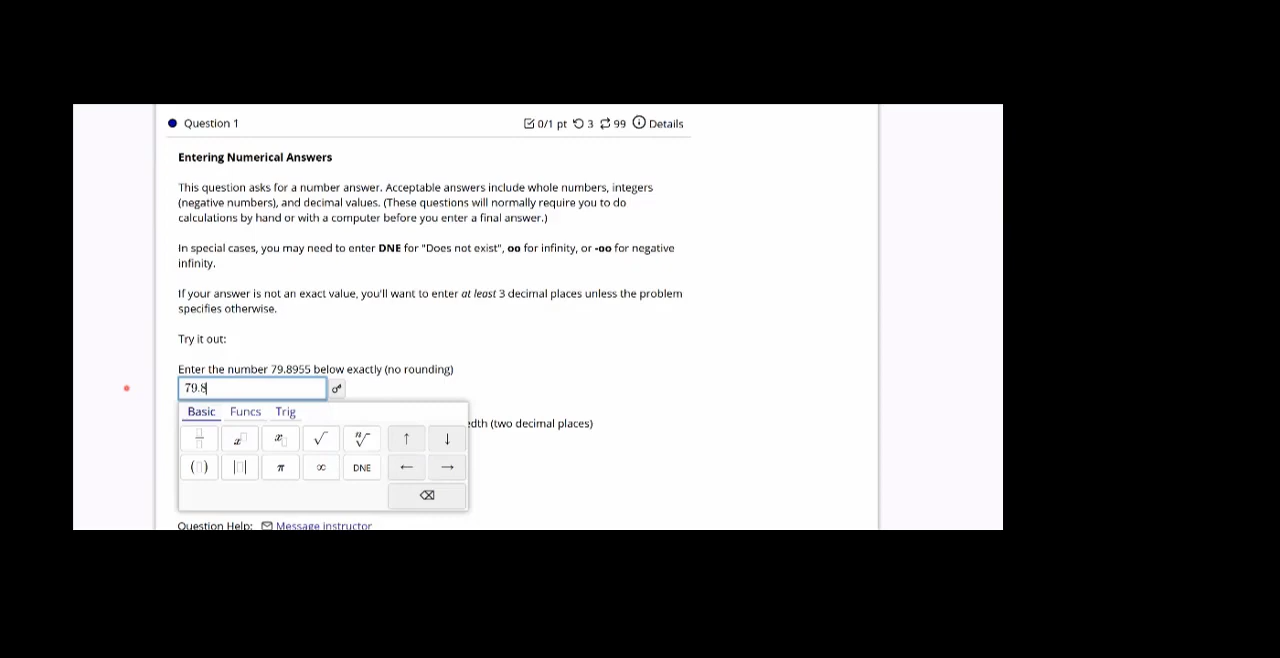 Question 1
0/1 pt 3 99 Details
Entering Numerical Answers
This question asks for a number answer. Acceptable answers include whole numbers, integers
(negative numbers), and decimal values. (These questions will normally require you to do
calculations by hand or with a computer before you enter a final answer.)
In special cases, you may need to enter DNE for "Does not exist", oo for infinity, or -oo for negative
infinity.
If your answer is not an exact value, you'll want to enter at least 3 decimal places unless the problem
specifies otherwise.
Try it out:
Enter the number 79.8955 below exactly (no rounding)
79.8
Basic Funcs Trig
edth (two decimal places)
x x √ n√ ↑ ↓
() || π ∞ DNE ← →
Question Help: Message instructor